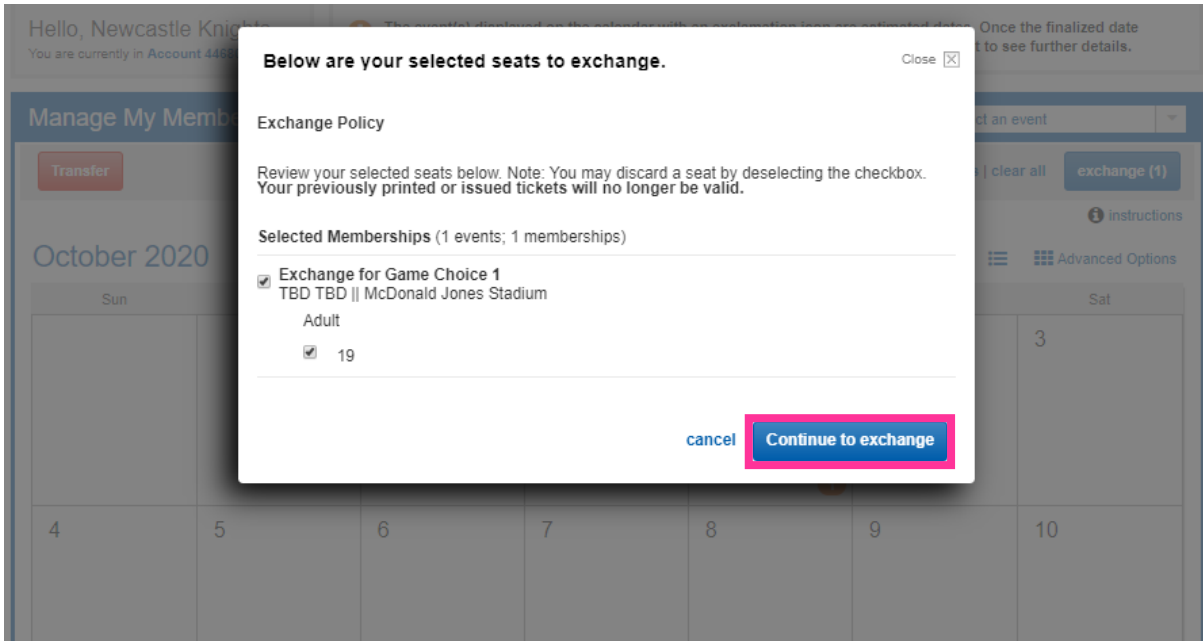 Hello, Newcastle Knights
You are currently in Account 4468
The event(s) displayed on the calendar with an exclamation icon are estimated dates. Once the finalized date
t to see further details.
Below are your selected seats to exchange.
Close
Exchange Policy
Manage My Membe
ct an event
Transfer
Review your selected seats below. Note: You may discard a seat by deselecting the checkbox.
Your previously printed or issued tickets will no longer be valid.
s | clear all
exchange (1)
instructions
Selected Memberships (1 events; 1 memberships)
October 2020
Advanced Options
Exchange for Game Choice 1
TBD TBD || McDonald Jones Stadium
Sun
Sat
Adult
19
3
cancel
Continue to exchange
4 5 6 7 8 9 10